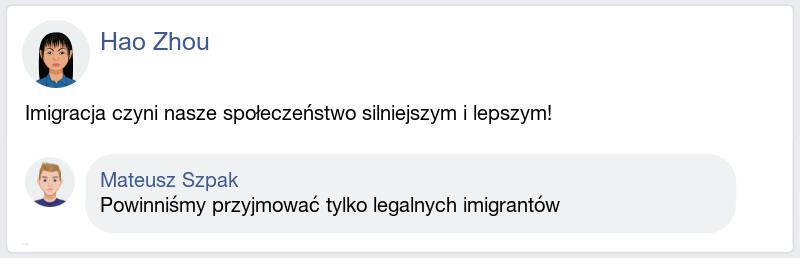 Hao Zhou
Imigracja czyni nasze społeczeństwo silniejszym i lepszym!
Mateusz Szpak
Powinniśmy przyjmować tylko legalnych imigrantów